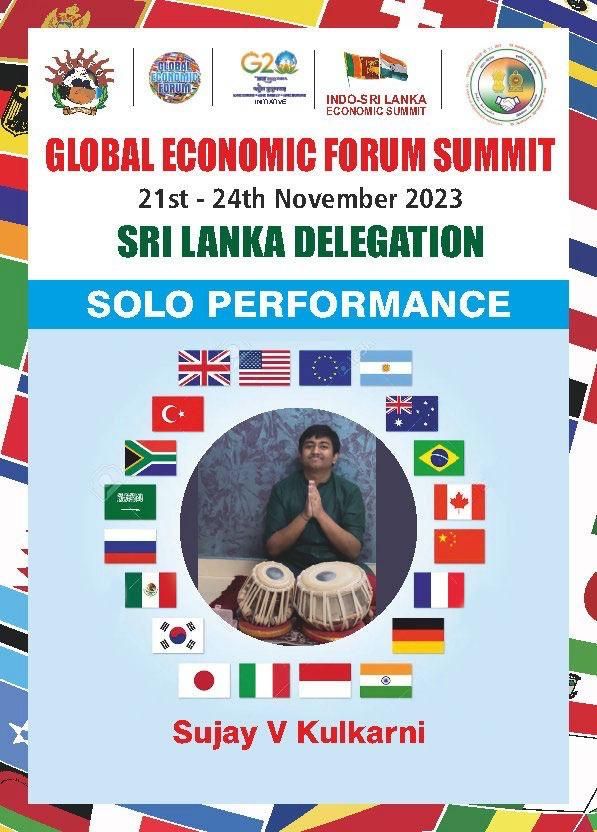 GLOBAL
ECONOMIC
FORUM
G20
INITIATIVE
INDO-SRI LANKA
ECONOMIC SUMMIT
GLOBAL ECONOMIC FORUM SUMMIT
21st - 24th November 2023
SRI LANKA DELEGATION
SOLO PERFORMANCE
Sujay V Kulkarni